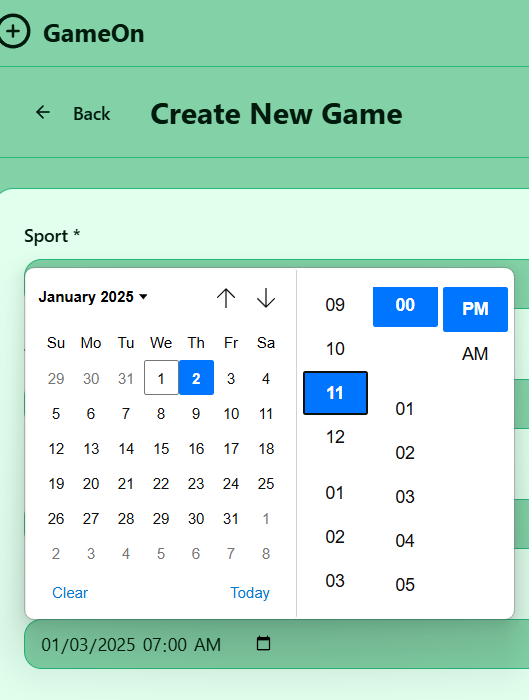 GameOn
Back Create New Game
Sport *
January 2025
Su Mo Tu We Th Fr Sa
29 30 31 1 2 3 4
5 6 7 8 9 10 11
12 13 14 15 16 17 18
19 20 21 22 23 24 25
26 27 28 29 30 31 1
2 3 4 5 6 7 8
Clear Today
09 00 PM
10 AM
11 01
12 02
01 03
02 04
03 05
01/03/2025 07:00 AM